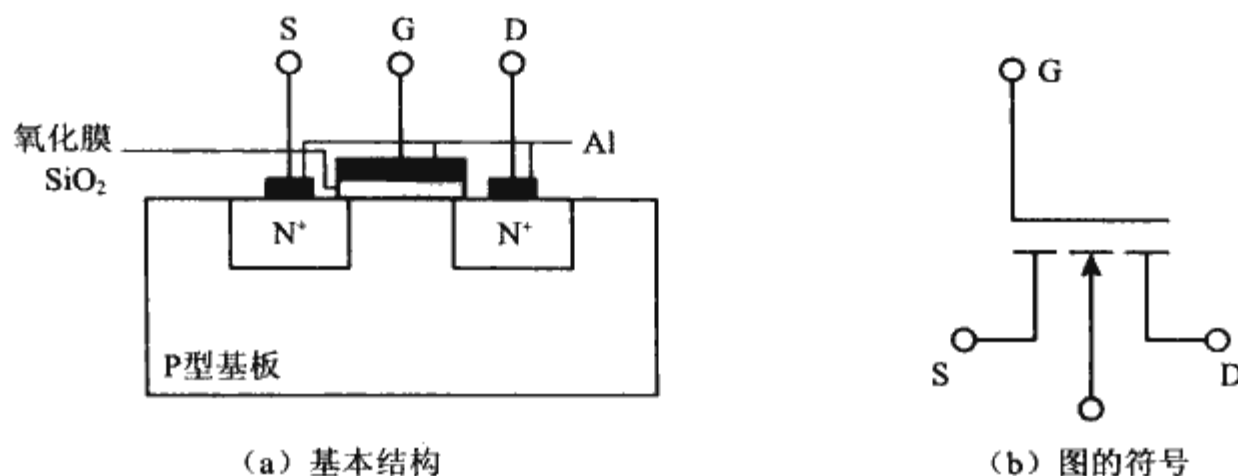 S G D
G
氧化膜
SiO₂
Al
N⁺ N⁺
P型基板
S D
(a) 基本结构
(b) 图的符号